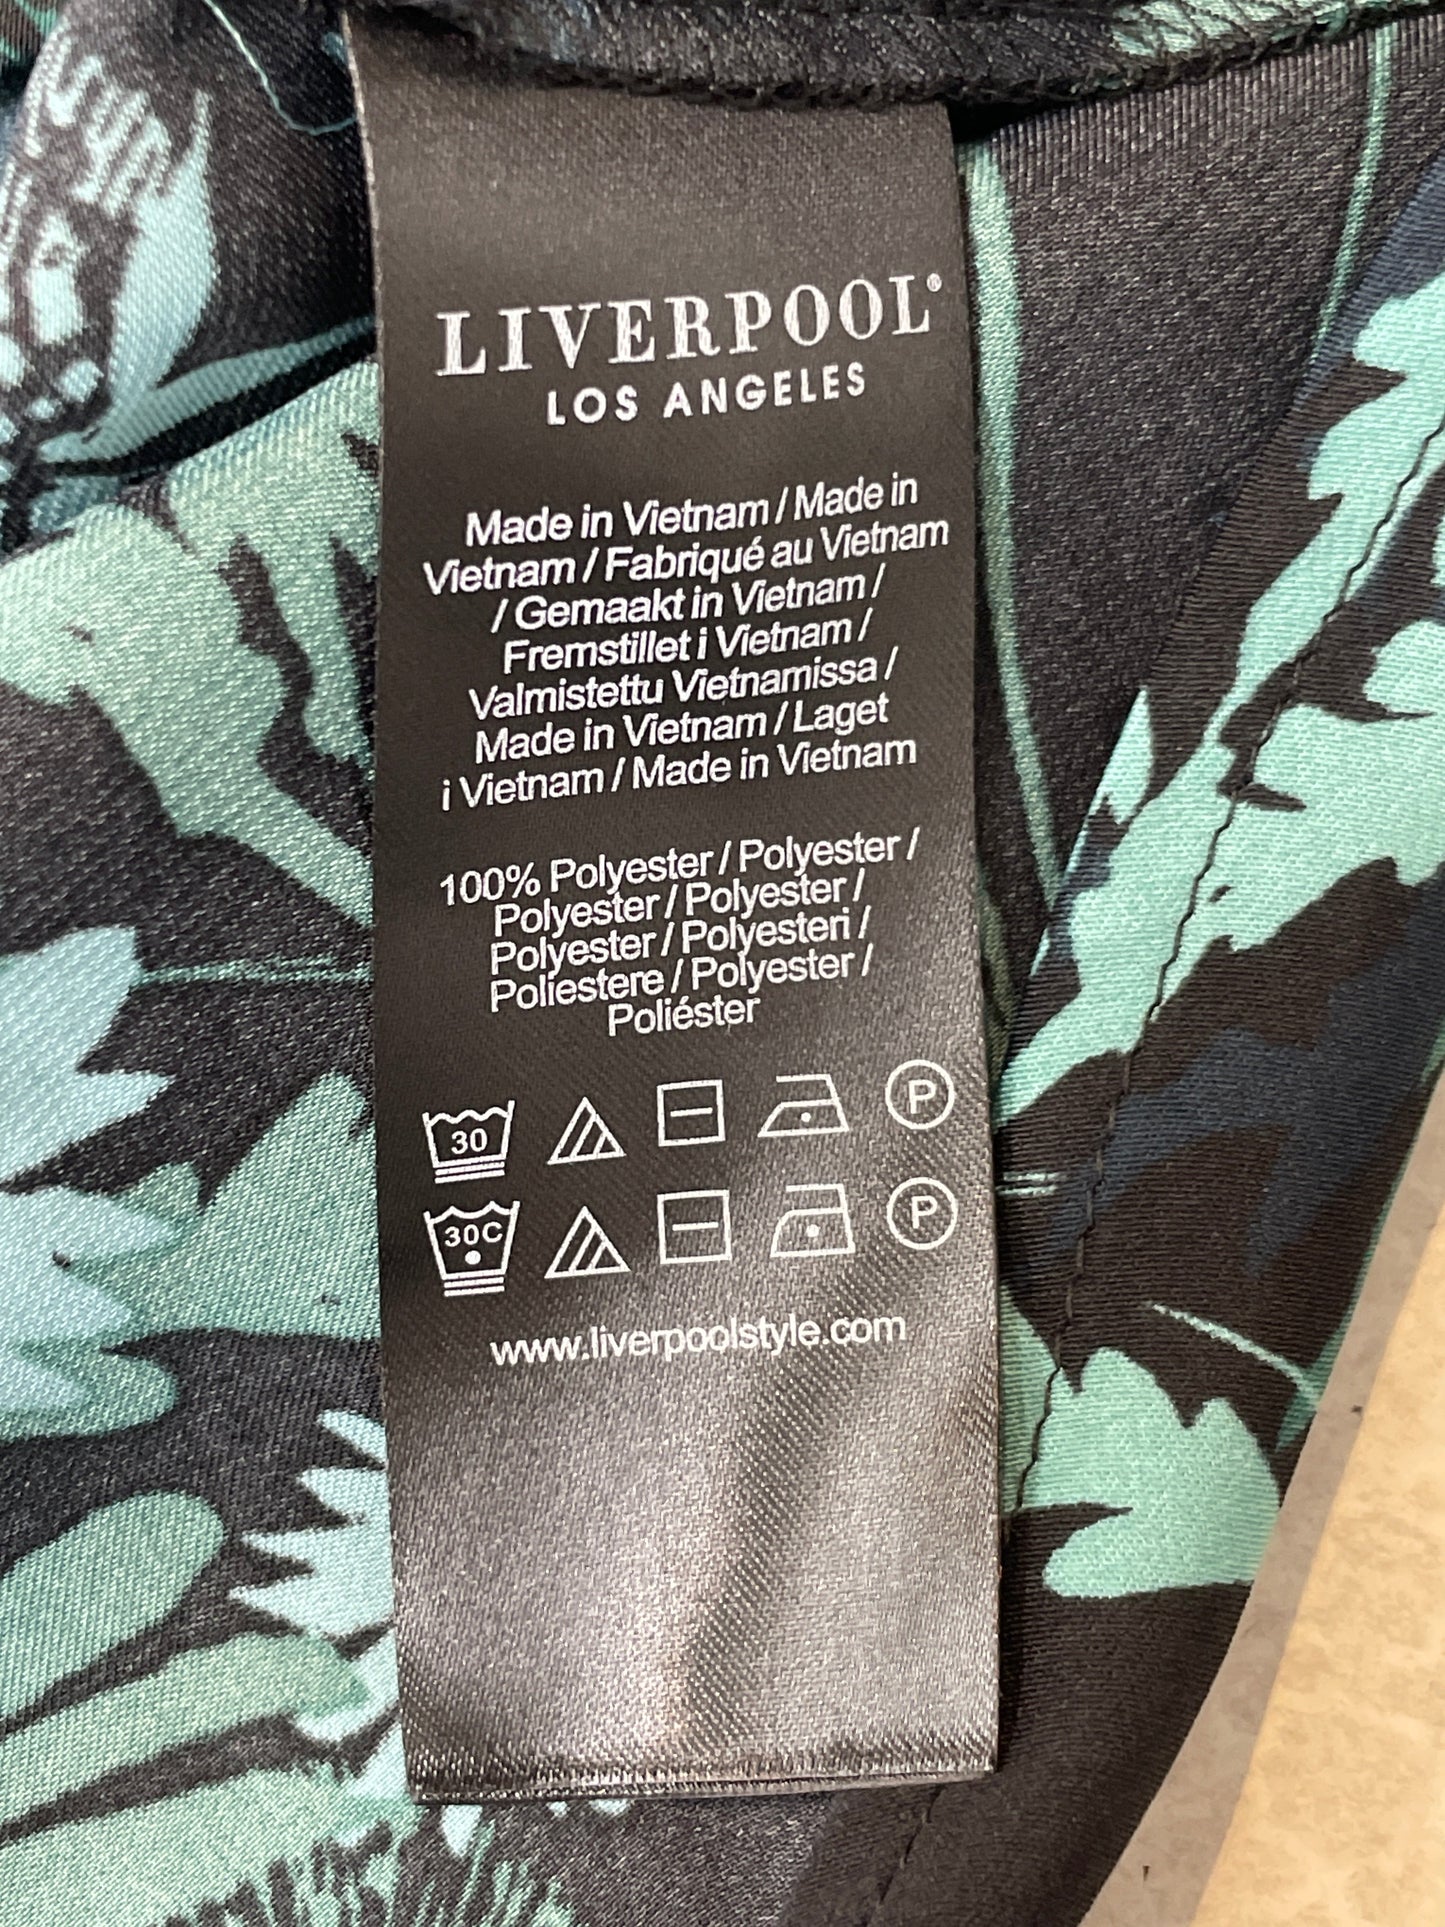 LIVERPOOL®
LOS ANGELES
Made in Vietnam / Made in
Vietnam / Fabriqué au Vietnam
/ Gemaakt in Vietnam /
Fremstillet i Vietnam /
Valmistettu Vietnamissa /
Made in Vietnam / Laget
i Vietnam / Made in Vietnam
100% Polyester / Polyester /
Polyester / Polyester /
Polyester / Polyesteri /
Poliestere / Polyester /
Poliéster
30 P
30C P
www.liverpoolstyle.com